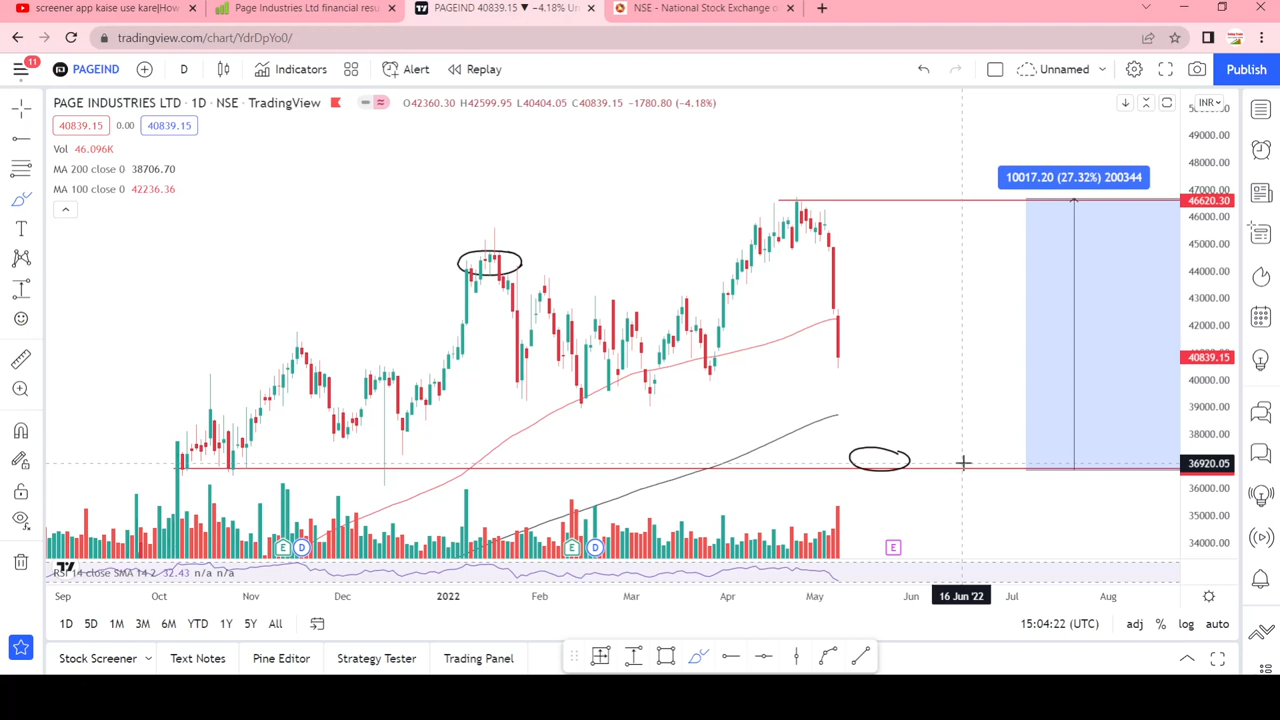 screener app kaise use kare|How
Page Industries Ltd financial resu
PAGEIND 40839.15 ▼ −4.18% Un
NSE - National Stock Exchange o
tradingview.com/chart/YdrDpYo0/
11
PAGEIND
D
Indicators
Alert
Replay
Unnamed
Publish
PAGE INDUSTRIES LTD · 1D · NSE · TradingView
O42360.30 H42599.95 L40404.05 C40839.15 −1780.80 (−4.18%)
INR
40839.15
0.00
40839.15
Vol 46.096K
MA 200 close 0 38706.70
MA 100 close 0 42236.36
10017.20 (27.32%) 200344
49000.00
48000.00
47000.00
46620.30
46000.00
45000.00
44000.00
43000.00
42000.00
40839.15
40000.00
39000.00
38000.00
36920.05
36000.00
35000.00
34000.00
E
D
E
D
E
RSI 14 close SMA 14 2 32.43 n/a n/a
Sep
Oct
Nov
Dec
2022
Feb
Mar
Apr
May
Jun
16 Jun '22
Jul
Aug
1D
5D
1M
3M
6M
YTD
1Y
5Y
All
15:04:22 (UTC)
adj
%
log
auto
Stock Screener
Text Notes
Pine Editor
Strategy Tester
Trading Panel